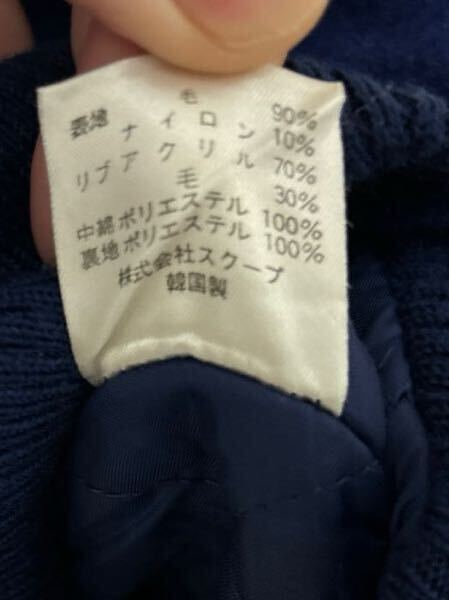 表地 毛 90%
ナイロン 10%
リブアクリル 70%
毛 30%
中綿ポリエステル 100%
裏地ポリエステル 100%
株式会社スクープ
韓国製